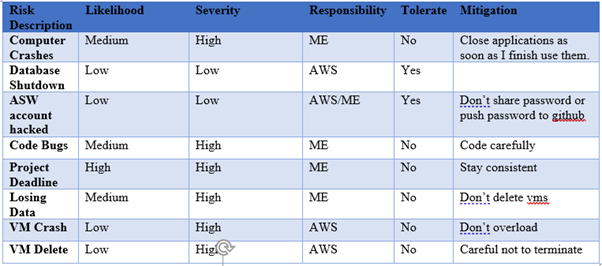 Risk Description Likelihood Severity Responsibility Tolerate Mitigation
Computer Crashes Medium High ME No Close applications as soon as I finish use them.
Database Shutdown Low Low AWS Yes
ASW account hacked Low Low AWS/ME Yes Don't share password or push password to github
Code Bugs Medium High ME No Code carefully
Project Deadline High High ME No Stay consistent
Losing Data Medium High ME No Don't delete vms
VM Crash Low High AWS No Don't overload
VM Delete Low High AWS No Careful not to terminate